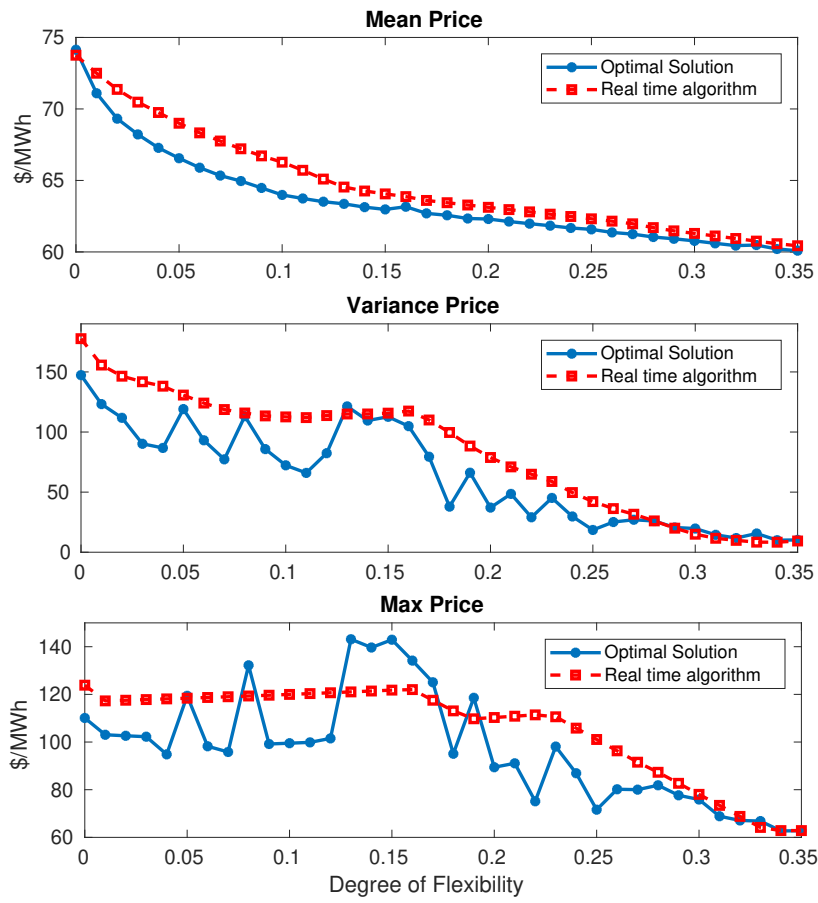 Mean Price
75
70
65
60
$/MWh
Optimal Solution
Real time algorithm
0 0.05 0.1 0.15 0.2 0.25 0.3 0.35
Variance Price
150
100
50
0
Optimal Solution
Real time algorithm
0 0.05 0.1 0.15 0.2 0.25 0.3 0.35
Max Price
140
120
100
80
60
$/MWh
Optimal Solution
Real time algorithm
0 0.05 0.1 0.15 0.2 0.25 0.3 0.35
Degree of Flexibility